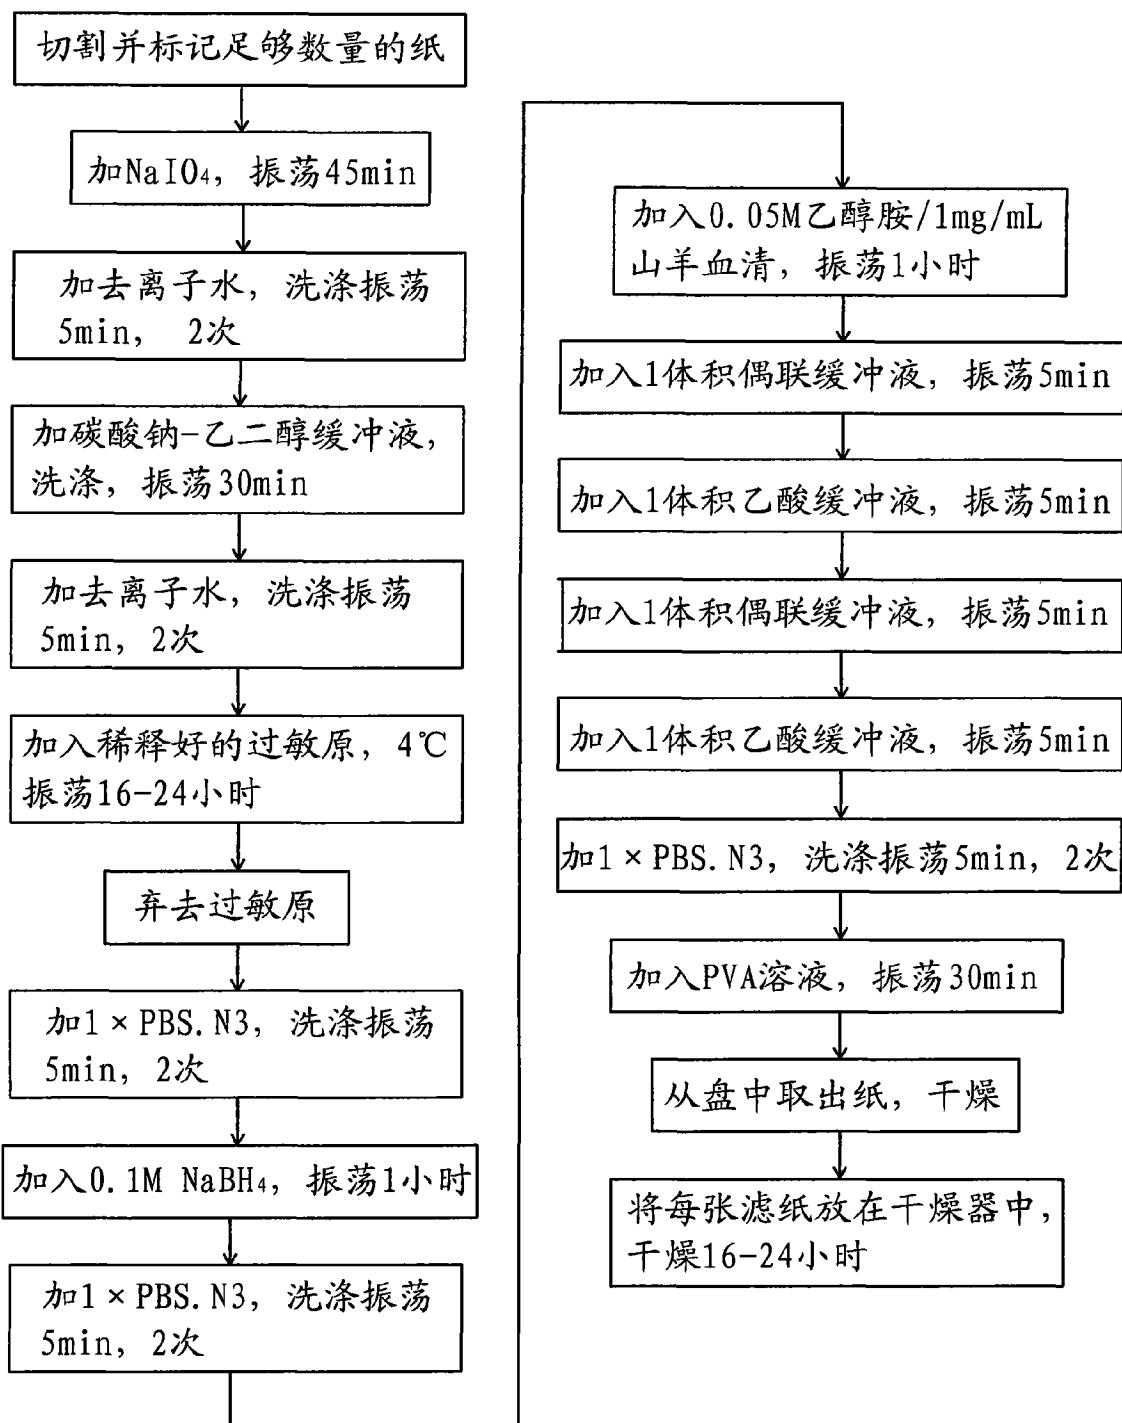 切割并标记足够数量的纸
加NaIO₄，振荡45min
加去离子水，洗涤振荡
5min， 2次
加碳酸钠-乙二醇缓冲液，
洗涤，振荡30min
加去离子水，洗涤振荡
5min，2次
加入稀释好的过敏原，4℃
振荡16-24小时
弃去过敏原
加1×PBS.N3，洗涤振荡
5min，2次
加入0.1M NaBH₄，振荡1小时
加1×PBS.N3，洗涤振荡
5min，2次
加入0.05M乙醇胺/1mg/mL
山羊血清，振荡1小时
加入1体积偶联缓冲液，振荡5min
加入1体积乙酸缓冲液，振荡5min
加入1体积偶联缓冲液，振荡5min
加入1体积乙酸缓冲液，振荡5min
加1×PBS.N3，洗涤振荡5min，2次
加入PVA溶液，振荡30min
从盘中取出纸，干燥
将每张滤纸放在干燥器中，
干燥16-24小时